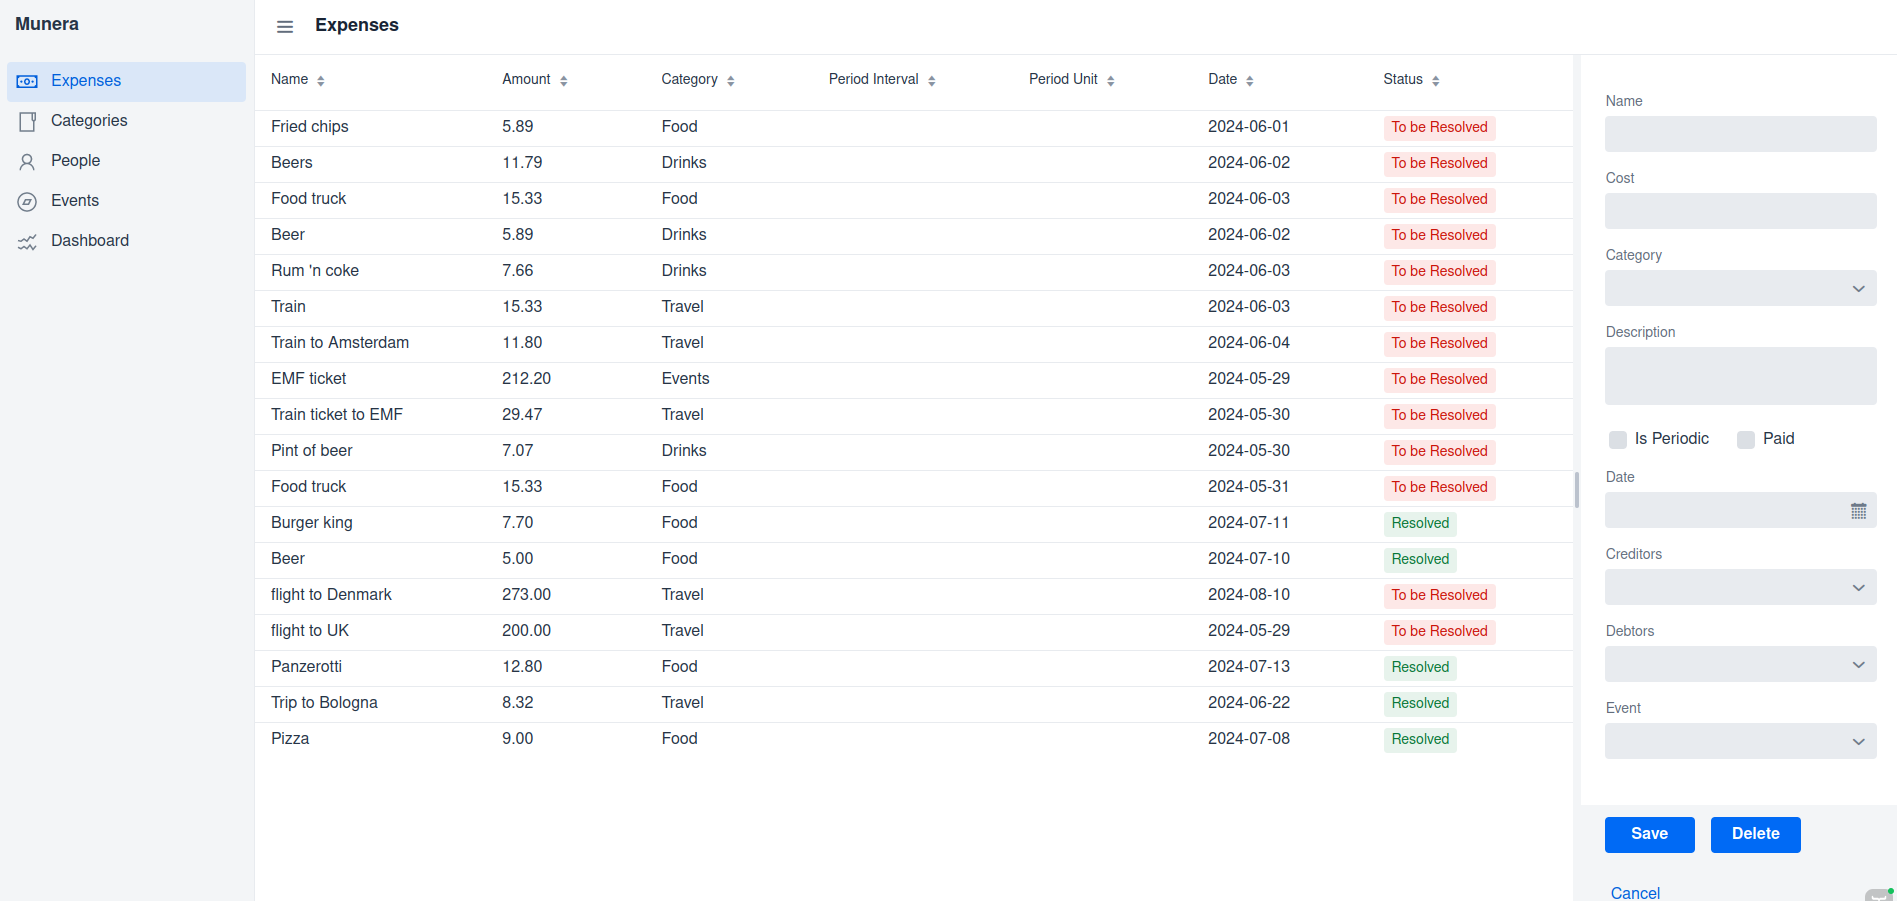 Munera
Expenses
Categories
People
Events
Dashboard
Expenses
Name Amount Category Period Interval Period Unit Date Status
Fried chips 5.89 Food 2024-06-01 To be Resolved
Beers 11.79 Drinks 2024-06-02 To be Resolved
Food truck 15.33 Food 2024-06-03 To be Resolved
Beer 5.89 Drinks 2024-06-02 To be Resolved
Rum 'n coke 7.66 Drinks 2024-06-03 To be Resolved
Train 15.33 Travel 2024-06-03 To be Resolved
Train to Amsterdam 11.80 Travel 2024-06-04 To be Resolved
EMF ticket 212.20 Events 2024-05-29 To be Resolved
Train ticket to EMF 29.47 Travel 2024-05-30 To be Resolved
Pint of beer 7.07 Drinks 2024-05-30 To be Resolved
Food truck 15.33 Food 2024-05-31 To be Resolved
Burger king 7.70 Food 2024-07-11 Resolved
Beer 5.00 Food 2024-07-10 Resolved
flight to Denmark 273.00 Travel 2024-08-10 To be Resolved
flight to UK 200.00 Travel 2024-05-29 To be Resolved
Panzerotti 12.80 Food 2024-07-13 Resolved
Trip to Bologna 8.32 Travel 2024-06-22 Resolved
Pizza 9.00 Food 2024-07-08 Resolved
Name
Cost
Category
Description
Is Periodic Paid
Date
Creditors
Debtors
Event
Save Delete
Cancel